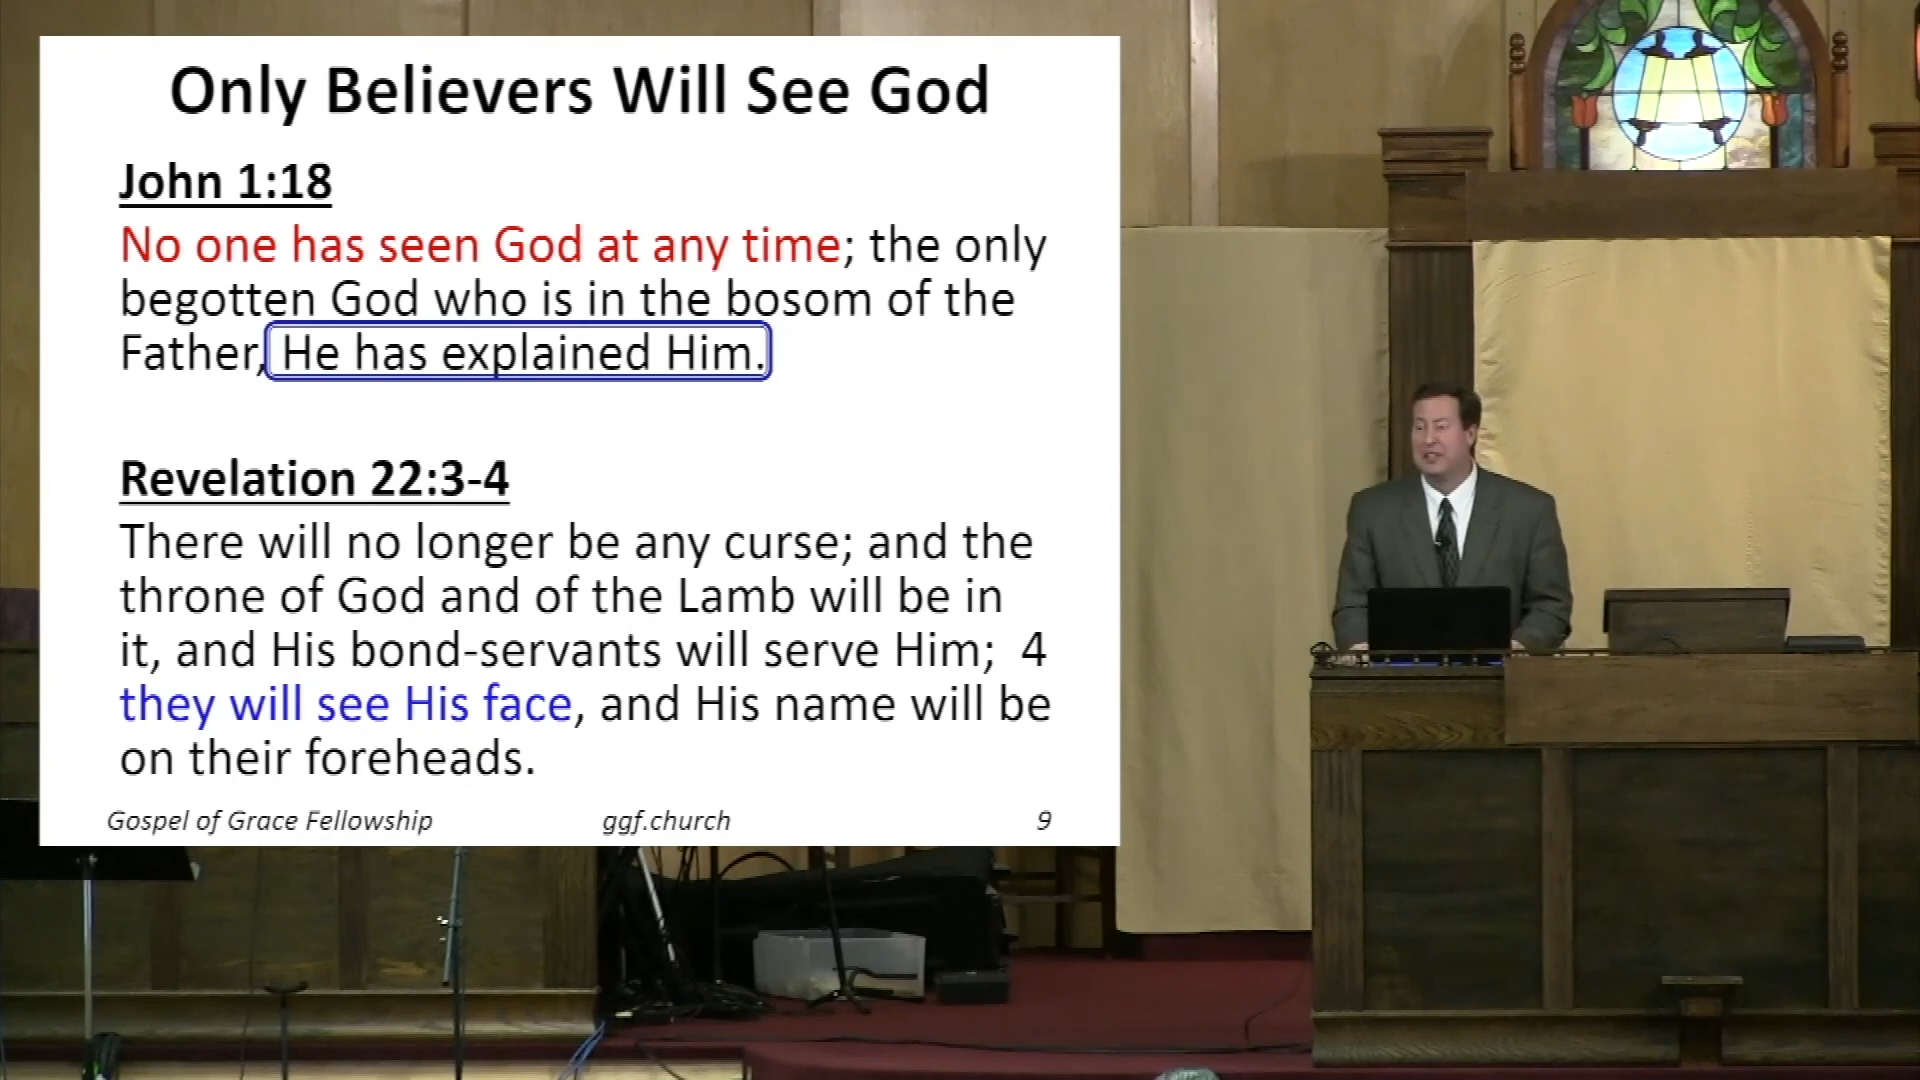 Only Believers Will See God
John 1:18
No one has seen God at any time; the only
begotten God who is in the bosom of the
Father, He has explained Him.
Revelation 22:3-4
There will no longer be any curse; and the
throne of God and of the Lamb will be in
it, and His bond-servants will serve Him; 4
they will see His face, and His name will be
on their foreheads.
Gospel of Grace Fellowship ggf.church 9